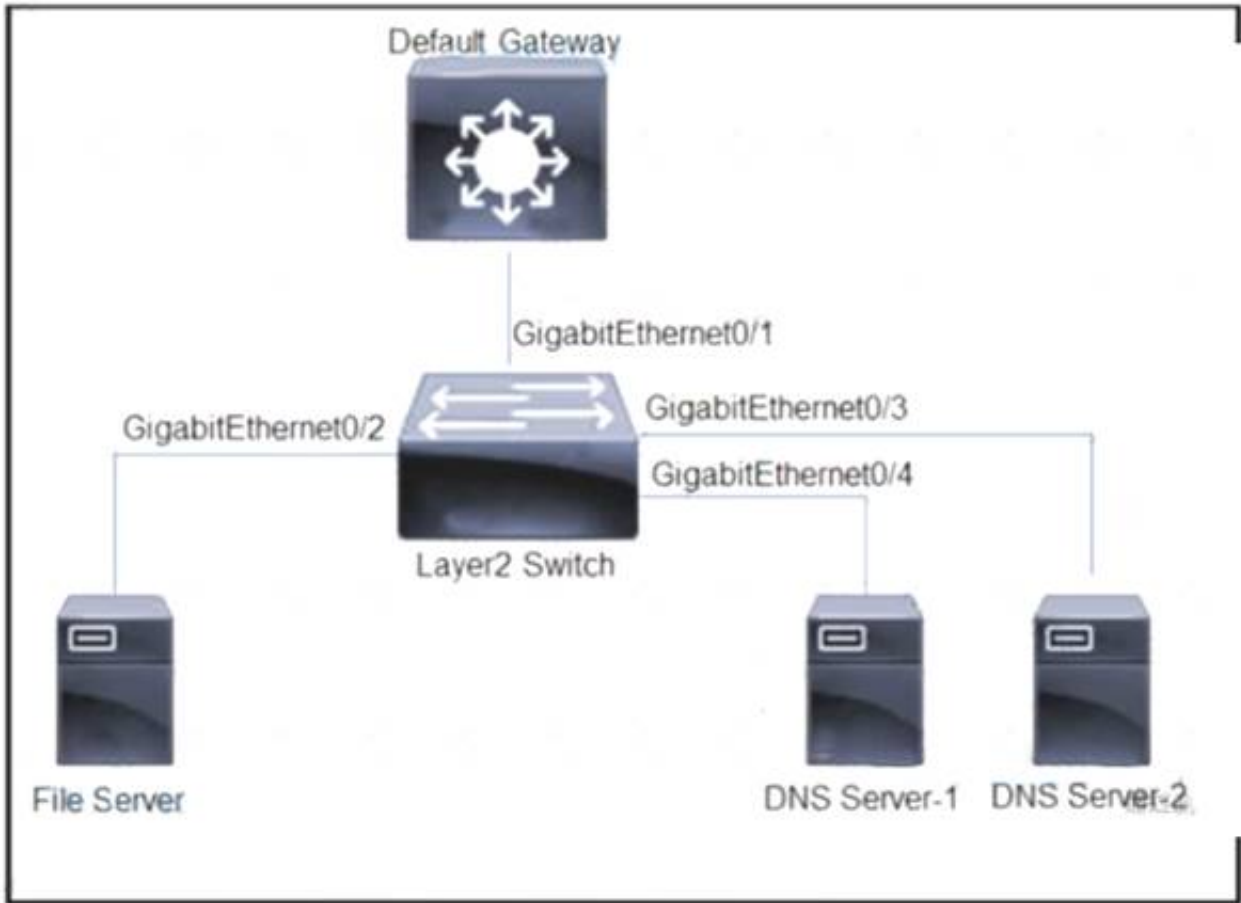 Default Gateway
GigabitEthernet0/1
GigabitEthernet0/3
GigabitEthernet0/2
GigabitEthernet0/4
Layer2 Switch
File Server
DNS Server-1
DNS Server-2